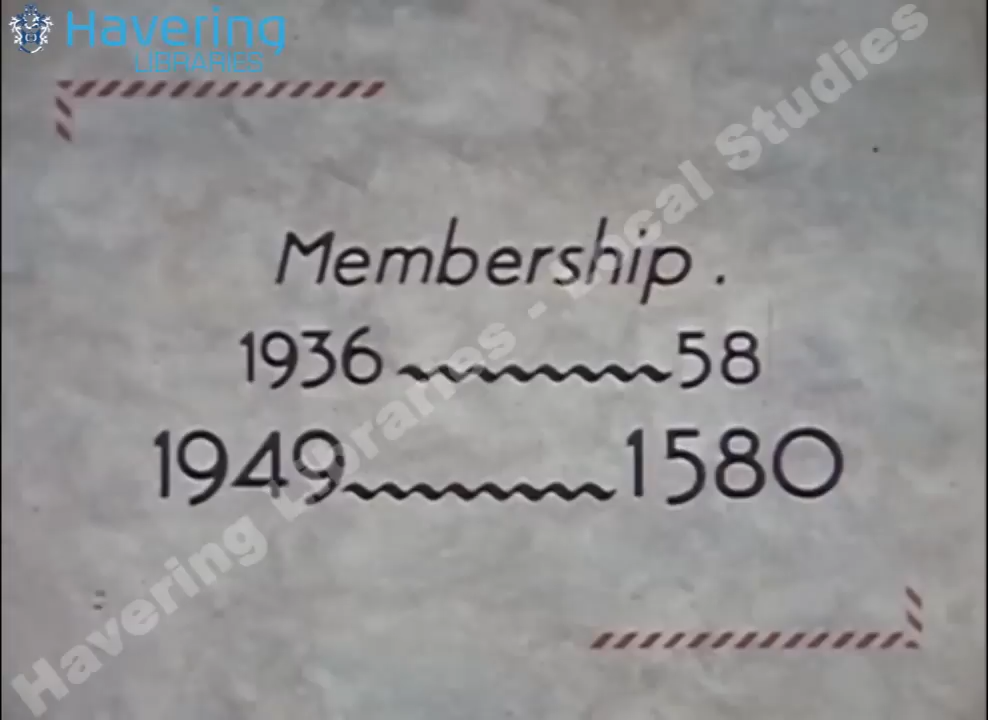 Havering
LIBRARIES
Membership.
1936 ~~~~~~ 58
1949 ~~~~~~ 1580
Havering Libraries - Local Studies